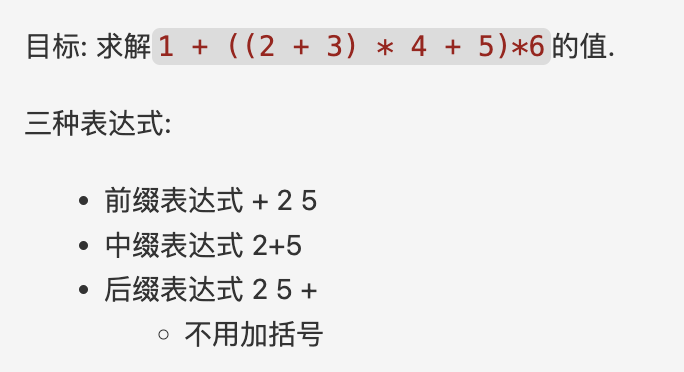 目标: 求解1 + ((2 + 3) * 4 + 5)*6的值.
三种表达式:
• 前缀表达式 + 2 5
• 中缀表达式 2+5
• 后缀表达式 2 5 +
○ 不用加括号